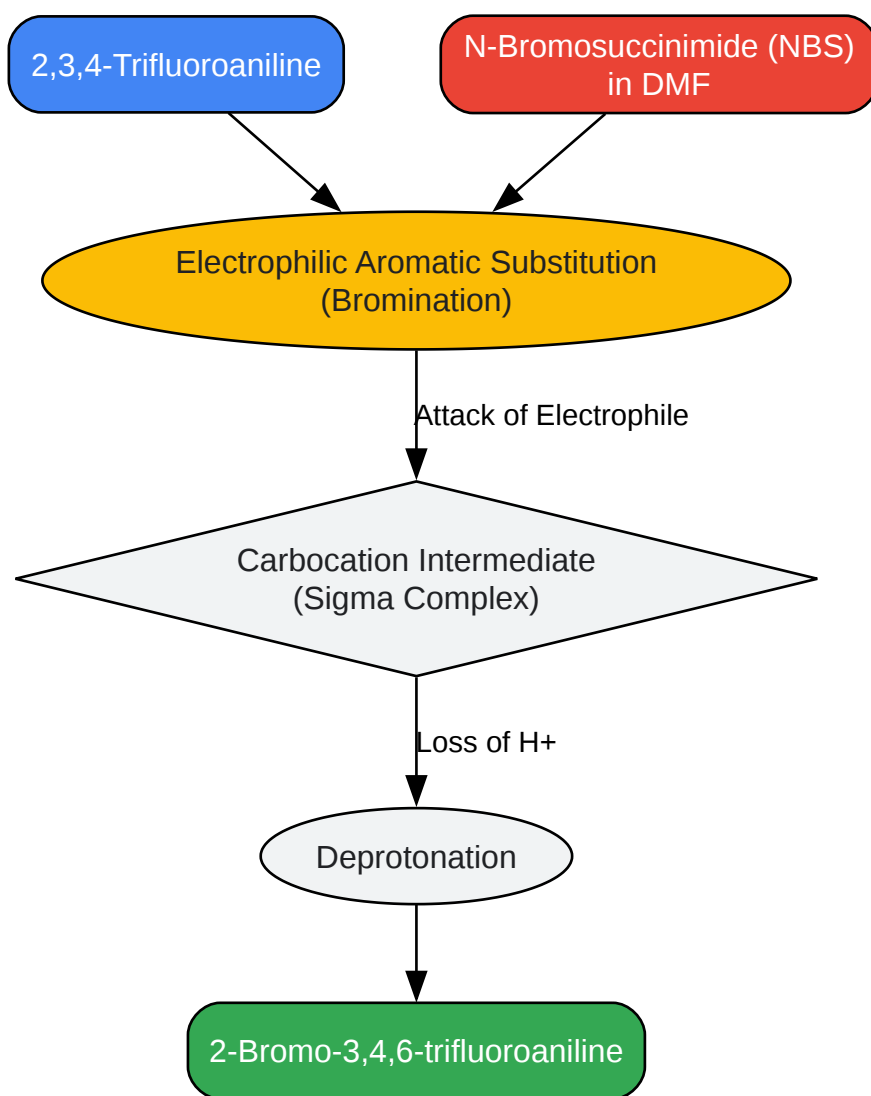 2,3,4-Trifluoroaniline
N-Bromosuccinimide (NBS)
in DMF
Electrophilic Aromatic Substitution
(Bromination)
Attack of Electrophile
Carbocation Intermediate
(Sigma Complex)
Loss of H+
Deprotonation
2-Bromo-3,4,6-trifluoroaniline